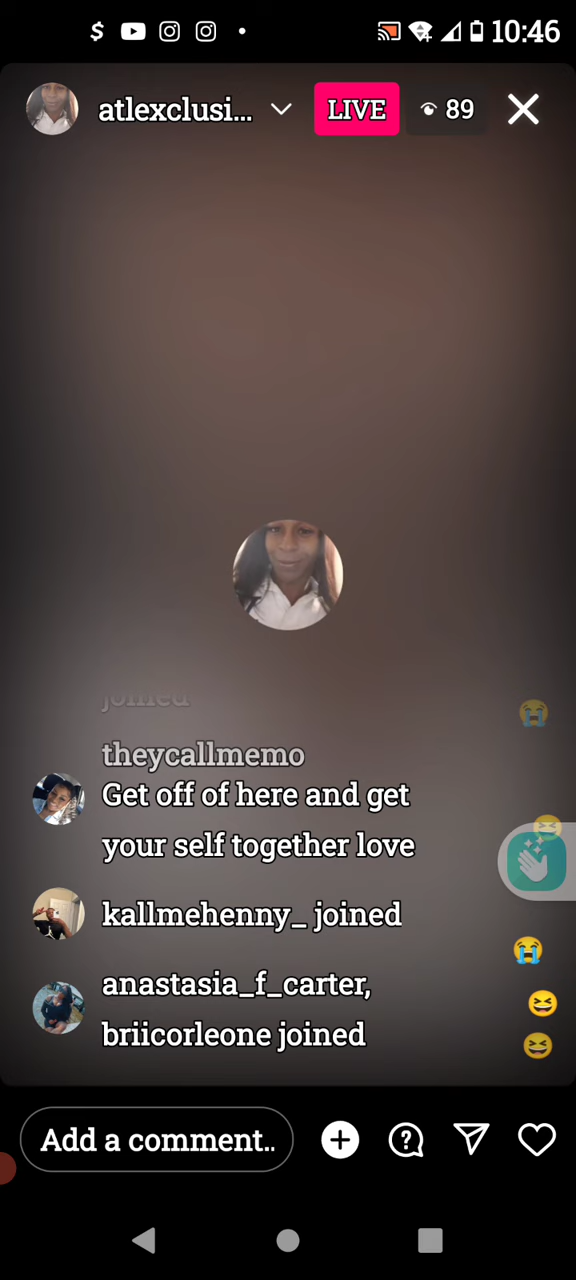 $ 10:46
atlexclusi... LIVE 89
joined
theycallmemo
Get off of here and get
your self together love
kallmehenny_ joined
anastasia_f_carter,
briicorleone joined
Add a comment..